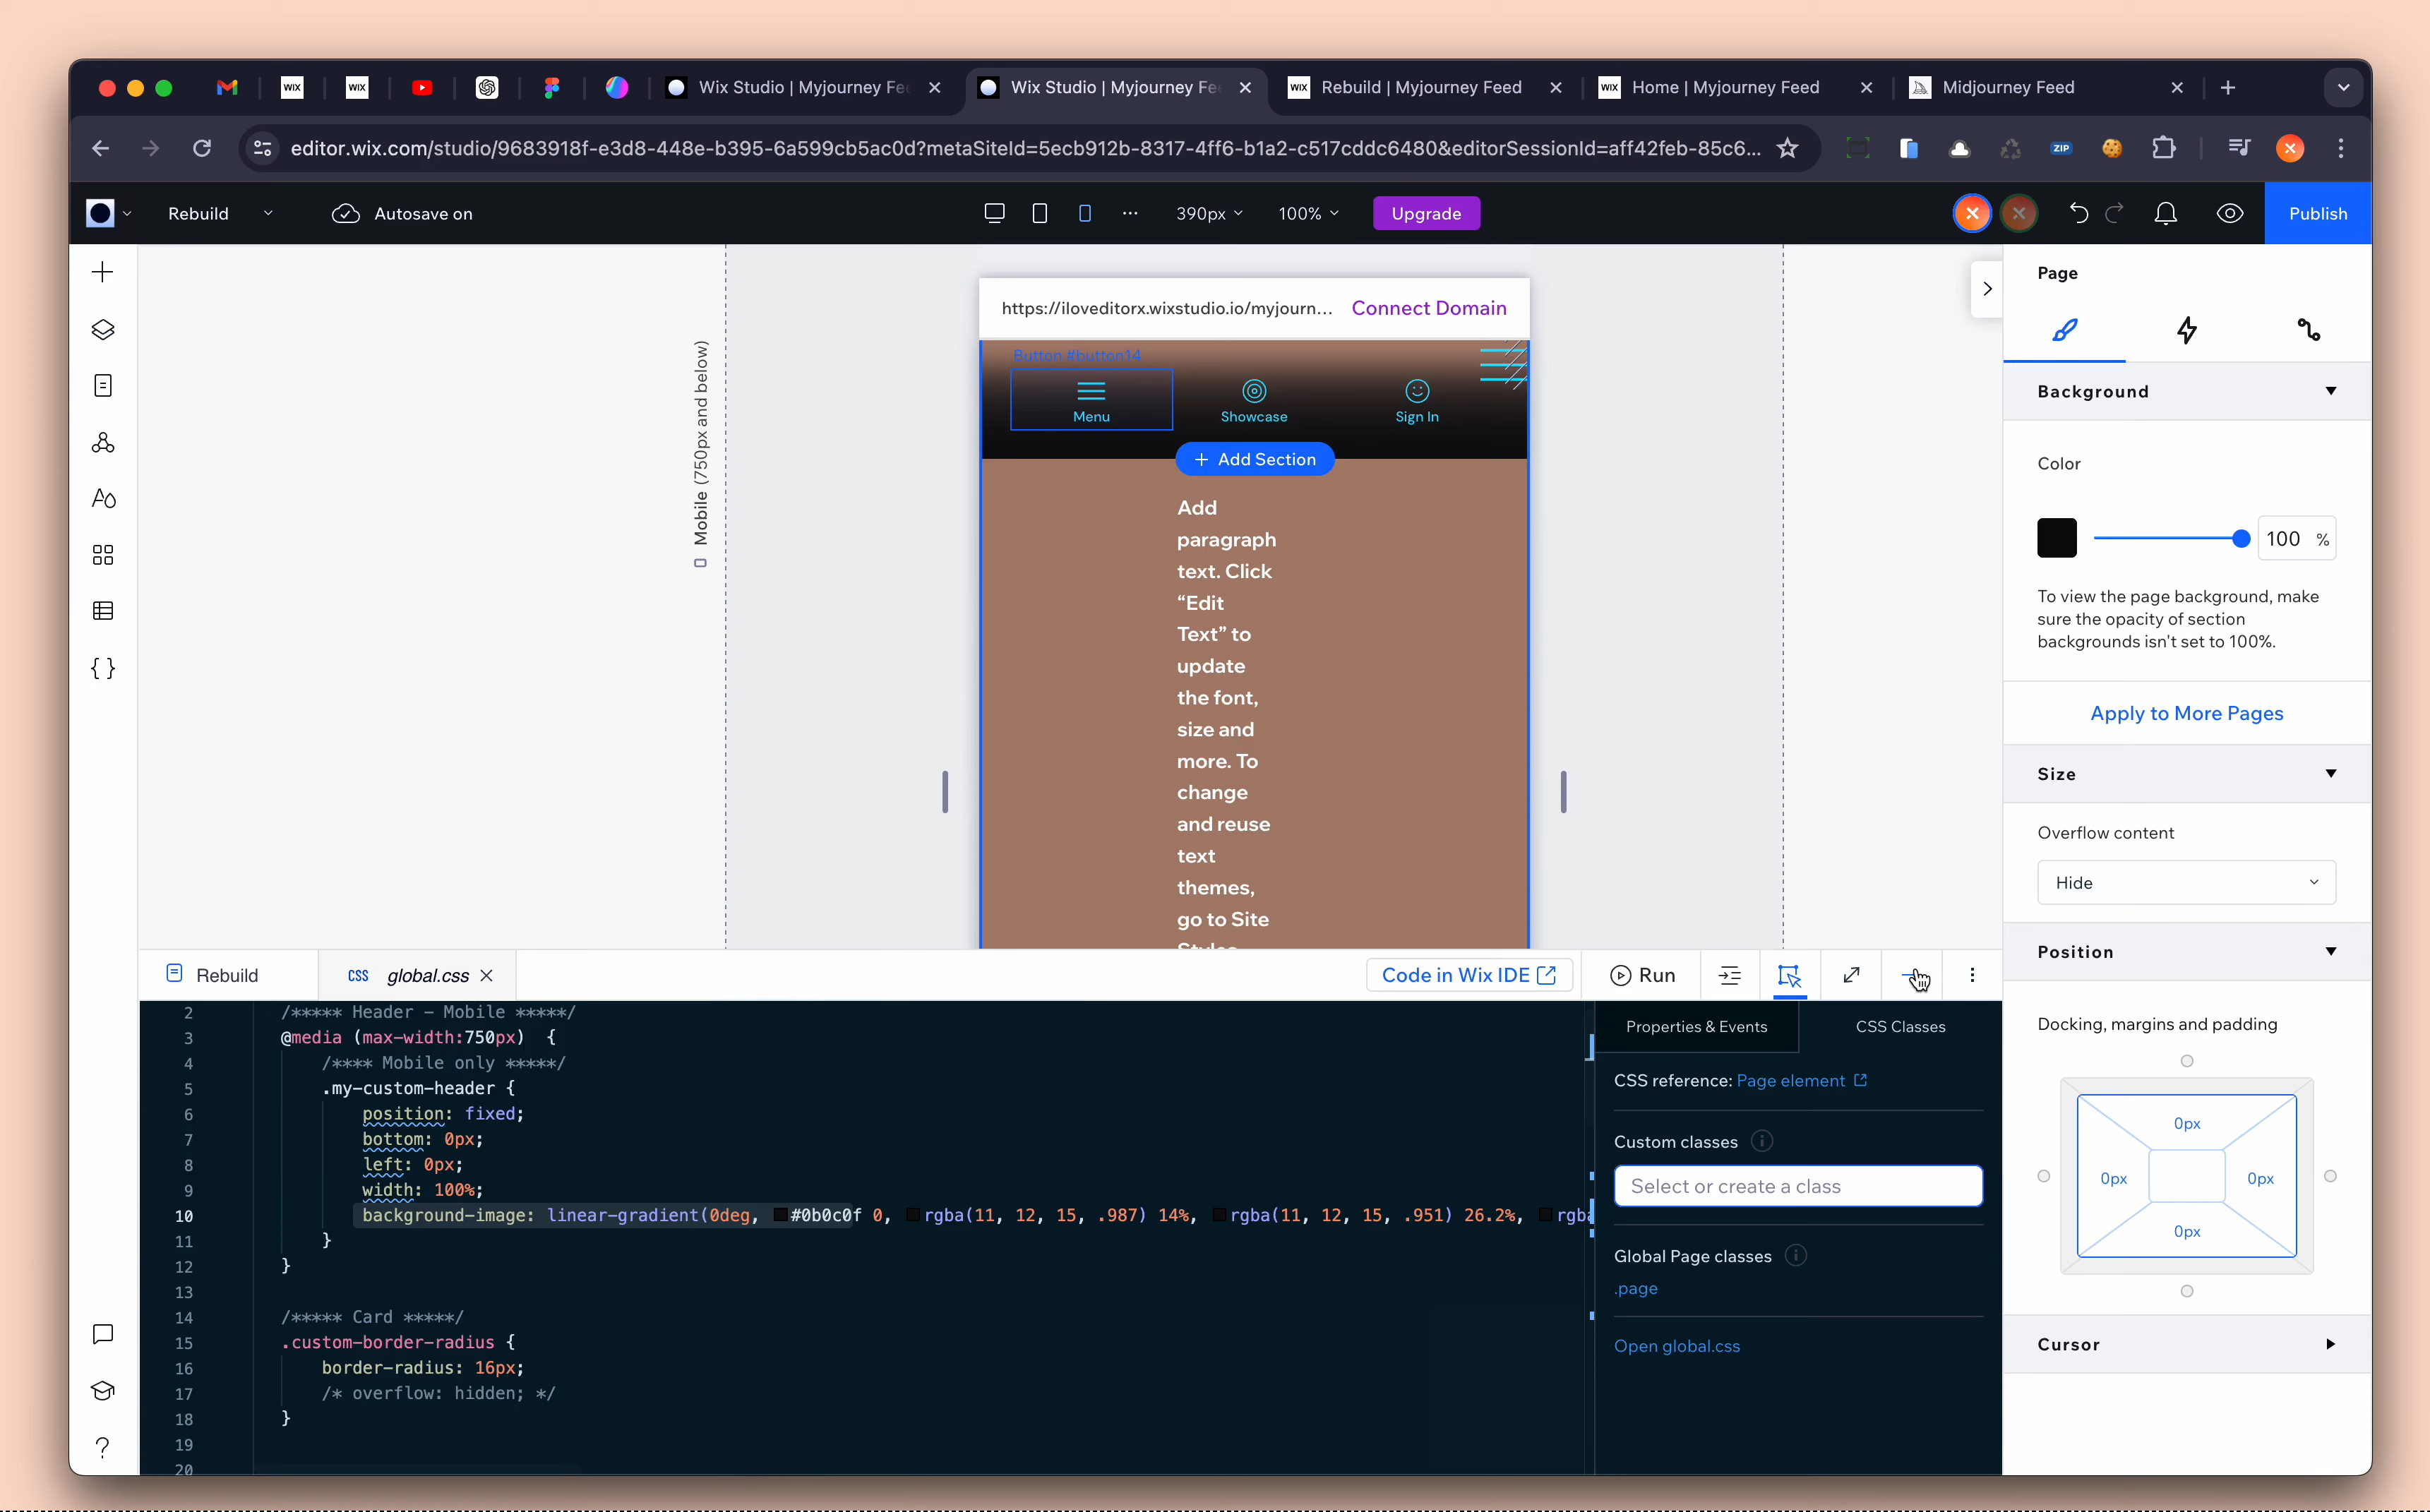 Wix Studio | Myjourney Fe
Wix Studio | Myjourney Fe
WIX
Rebuild | Myjourney Feed
WIX
Home | Myjourney Feed
Midjourney Feed
WIX
WIX
editor.wix.com/studio/9683918f-e3d8-448e-b395-6a599cb5ac0d?metaSiteId=5ecb912b-8317-4ff6-b1a2-c517cddc6480&editorSessionId=aff42feb-85c6...
ZIP
Rebuild
Autosave on
390px
100%
Upgrade
Publish
https://iloveditorx.wixstudio.io/myjourn...
Connect Domain
Button #button14
Menu
Showcase
Sign In
+ Add Section
Mobile (750px and below)
Add
paragraph
text. Click
“Edit
Text” to
update
the font,
size and
more. To
change
and reuse
text
themes,
go to Site
Styles
Page
Background
Color
100 %
To view the page background, make
sure the opacity of section
backgrounds isn't set to 100%.
Apply to More Pages
Size
Overflow content
Hide
Position
Docking, margins and padding
0px
0px
0px
0px
Cursor
Rebuild
CSS global.css
Code in Wix IDE
Run
2 /***** Header – Mobile *****/
3 @media (max-width:750px) {
4 /**** Mobile only *****/
5 .my-custom-header {
6 position: fixed;
7 bottom: 0px;
8 left: 0px;
9 width: 100%;
10 background-image: linear-gradient(0deg, #0b0c0f 0, rgba(11, 12, 15, .987) 14%, rgba(11, 12, 15, .951) 26.2%, rgba
11 }
12 }
13
14 /***** Card *****/
15 .custom-border-radius {
16 border-radius: 16px;
17 /* overflow: hidden; */
18 }
19
20
Properties & Events
CSS Classes
CSS reference: Page element
Custom classes
Select or create a class
Global Page classes
.page
Open global.css